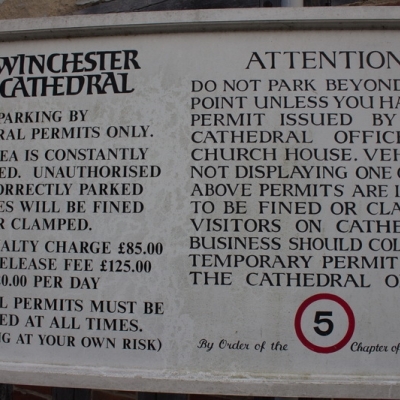 WINCHESTER
CATHEDRAL
PARKING BY
RAL PERMITS ONLY.
EA IS CONSTANTLY
ED. UNAUTHORISED
CORRECTLY PARKED
ES WILL BE FINED
R CLAMPED.
ALTY CHARGE £85.00
RELEASE FEE £125.00
0.00 PER DAY
L PERMITS MUST BE
ED AT ALL TIMES.
NG AT YOUR OWN RISK)
ATTENTION
DO NOT PARK BEYOND
POINT UNLESS YOU HA
PERMIT ISSUED BY
CATHEDRAL OFFIC
CHURCH HOUSE. VEH
NOT DISPLAYING ONE O
ABOVE PERMITS ARE L
TO BE FINED OR CLA
VISITORS ON CATHE
BUSINESS SHOULD COL
TEMPORARY PERMIT
THE CATHEDRAL O
5
By Order of the Chapter of